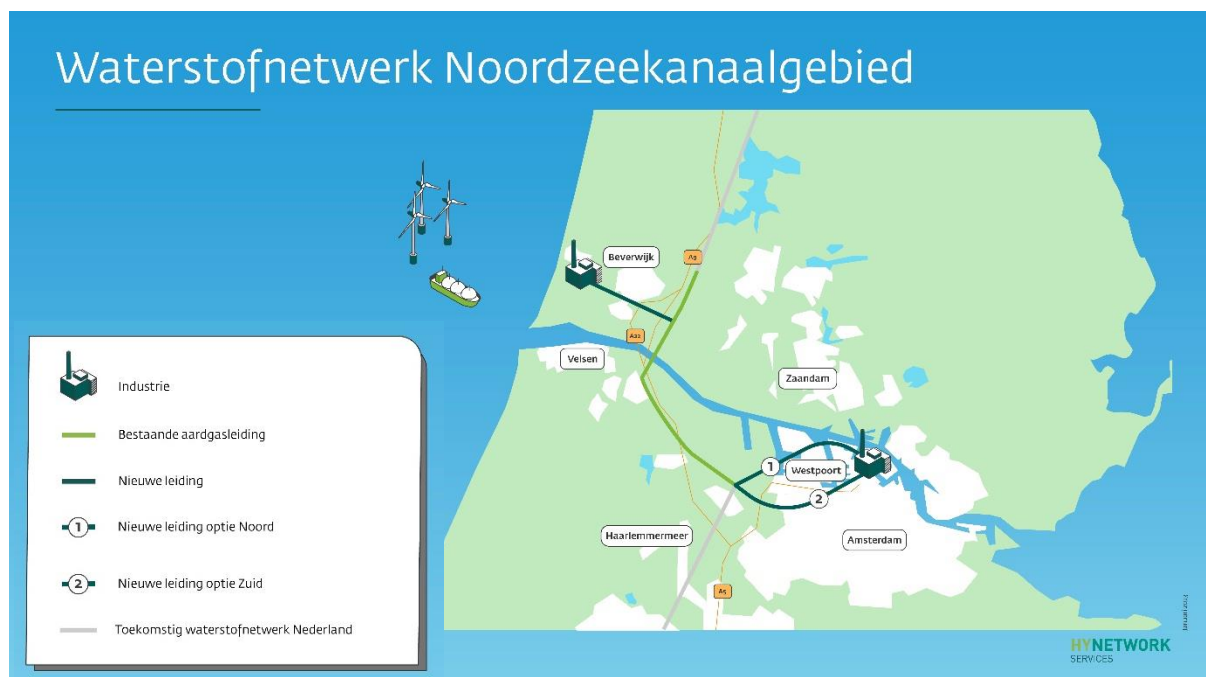 Waterstofnetwerk Noordzeekanaalgebied
Beverwijk
A9
A22
Velsen
Zaandam
1
Westpoort
2
Haarlemmermeer
Amsterdam
A5
Industrie
Bestaande aardgasleiding
Nieuwe leiding
1 Nieuwe leiding optie Noord
2 Nieuwe leiding optie Zuid
Toekomstig waterstofnetwerk Nederland
HYNETWORK
SERVICES